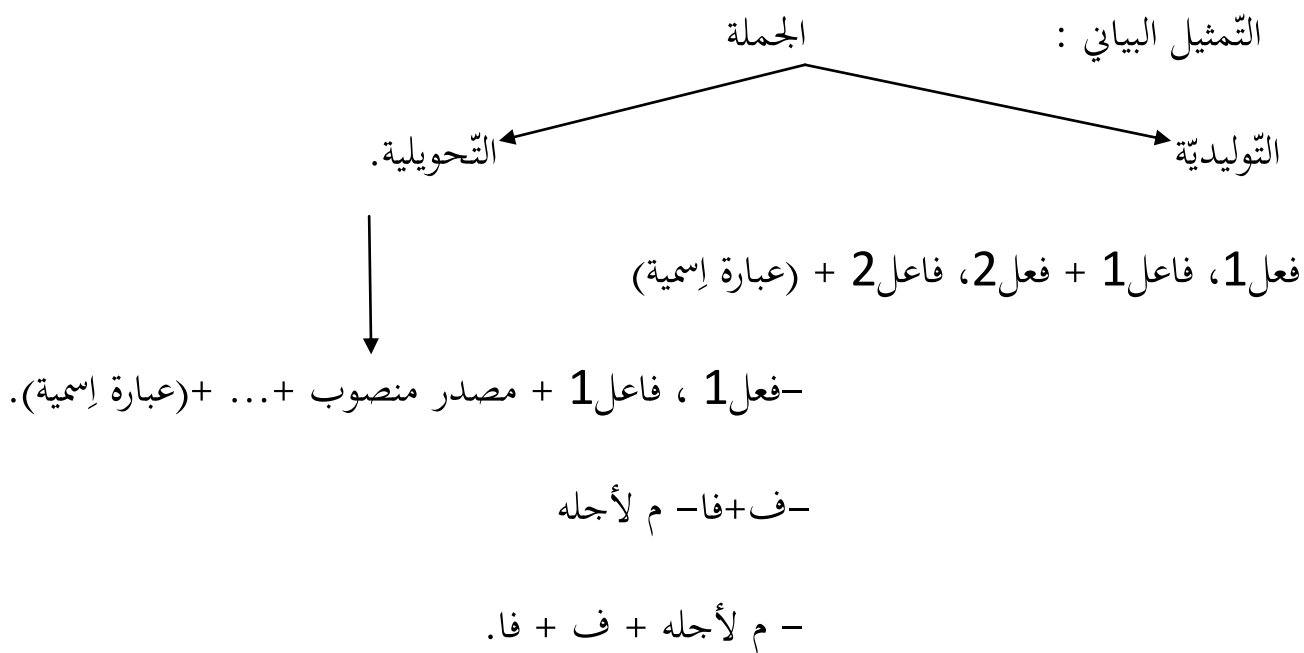 التّمثيل البياني : الجملة
التّوليديّة التّحويلية.
فعل1، فاعل1 + فعل2، فاعل2 + (عبارة اِسمية)
–فعل1 ، فاعل1 + مصدر منصوب +... +(عبارة اِسمية).
–ف+فا– م لأجله
– م لأجله + ف + فا.